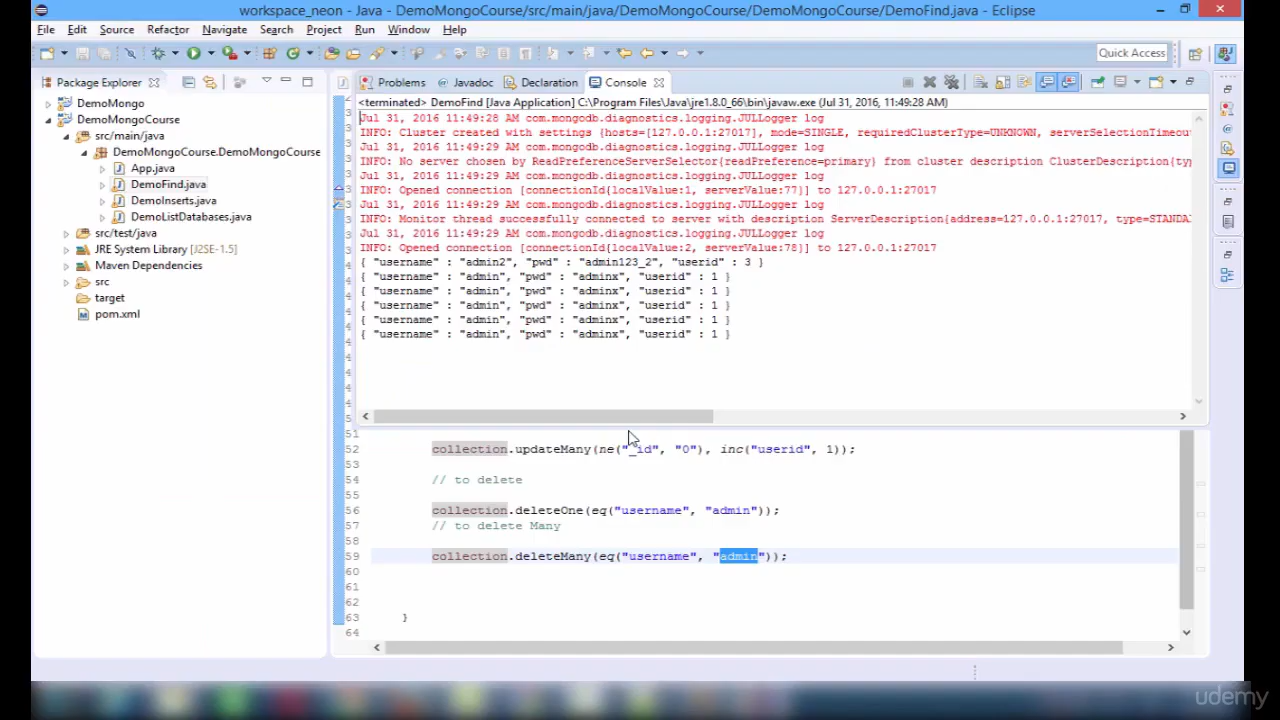 workspace_neon - Java - DemoMongoCourse/src/main/java/DemoMongoCourse/DemoMongoCourse/DemoFind.java - Eclipse
File Edit Source Refactor Navigate Search Project Run Window Help
Quick Access
Package Explorer
DemoMongo
DemoMongoCourse
src/main/java
DemoMongoCourse.DemoMongoCourse
App.java
DemoFind.java
DemoInserts.java
DemoListDatabases.java
src/test/java
JRE System Library [J2SE-1.5]
Maven Dependencies
src
target
pom.xml
Problems @ Javadoc Declaration Console
<terminated> DemoFind [Java Application] C:\Program Files\Java\jre1.8.0_66\bin\javaw.exe (Jul 31, 2016, 11:49:28 AM)
Jul 31, 2016 11:49:28 AM com.mongodb.diagnostics.logging.JULLogger log
INFO: Cluster created with settings {hosts=[127.0.0.1:27017], mode=SINGLE, requiredClusterType=UNKNOWN, serverSelectionTimeou
Jul 31, 2016 11:49:29 AM com.mongodb.diagnostics.logging.JULLogger log
INFO: No server chosen by ReadPreferenceServerSelector{readPreference=primary} from cluster description ClusterDescription{ty
Jul 31, 2016 11:49:29 AM com.mongodb.diagnostics.logging.JULLogger log
INFO: Opened connection [connectionId{localValue:1, serverValue:77}] to 127.0.0.1:27017
Jul 31, 2016 11:49:29 AM com.mongodb.diagnostics.logging.JULLogger log
INFO: Monitor thread successfully connected to server with description ServerDescription{address=127.0.0.1:27017, type=STANDA
Jul 31, 2016 11:49:29 AM com.mongodb.diagnostics.logging.JULLogger log
INFO: Opened connection [connectionId{localValue:2, serverValue:78}] to 127.0.0.1:27017
{ "username" : "admin2", "pwd" : "admin123_2", "userid" : 3 }
{ "username" : "admin", "pwd" : "adminx", "userid" : 1 }
{ "username" : "admin", "pwd" : "adminx", "userid" : 1 }
{ "username" : "admin", "pwd" : "adminx", "userid" : 1 }
{ "username" : "admin", "pwd" : "adminx", "userid" : 1 }
{ "username" : "admin", "pwd" : "adminx", "userid" : 1 }
51
52 collection.updateMany(ne("_id", "0"), inc("userid", 1));
53
54 // to delete
55
56 collection.deleteOne(eq("username", "admin"));
57 // to delete Many
58
59 collection.deleteMany(eq("username", "admin"));
60
61
62
63 }
64
udemy